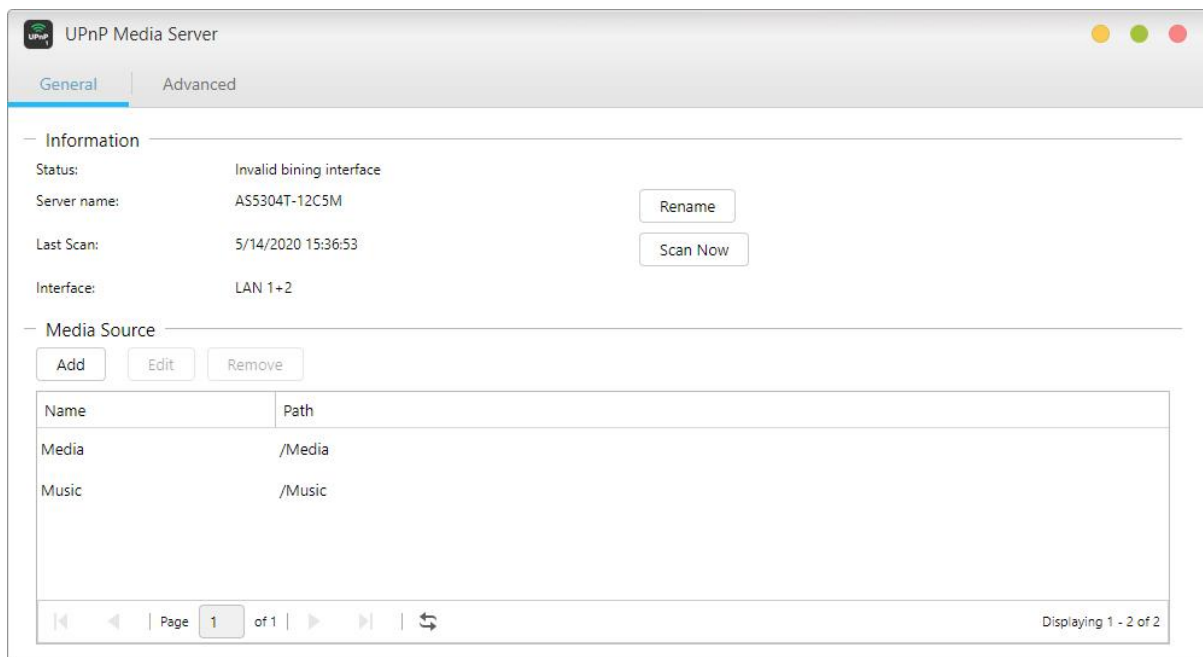 UPnP 1
UPnP Media Server
General Advanced
Information
Status: Invalid bining interface
Server name: AS5304T-12C5M Rename
Last Scan: 5/14/2020 15:36:53 Scan Now
Interface: LAN 1+2
Media Source
Add Edit Remove
Name Path
Media /Media
Music /Music
Page 1 of 1 Displaying 1 - 2 of 2